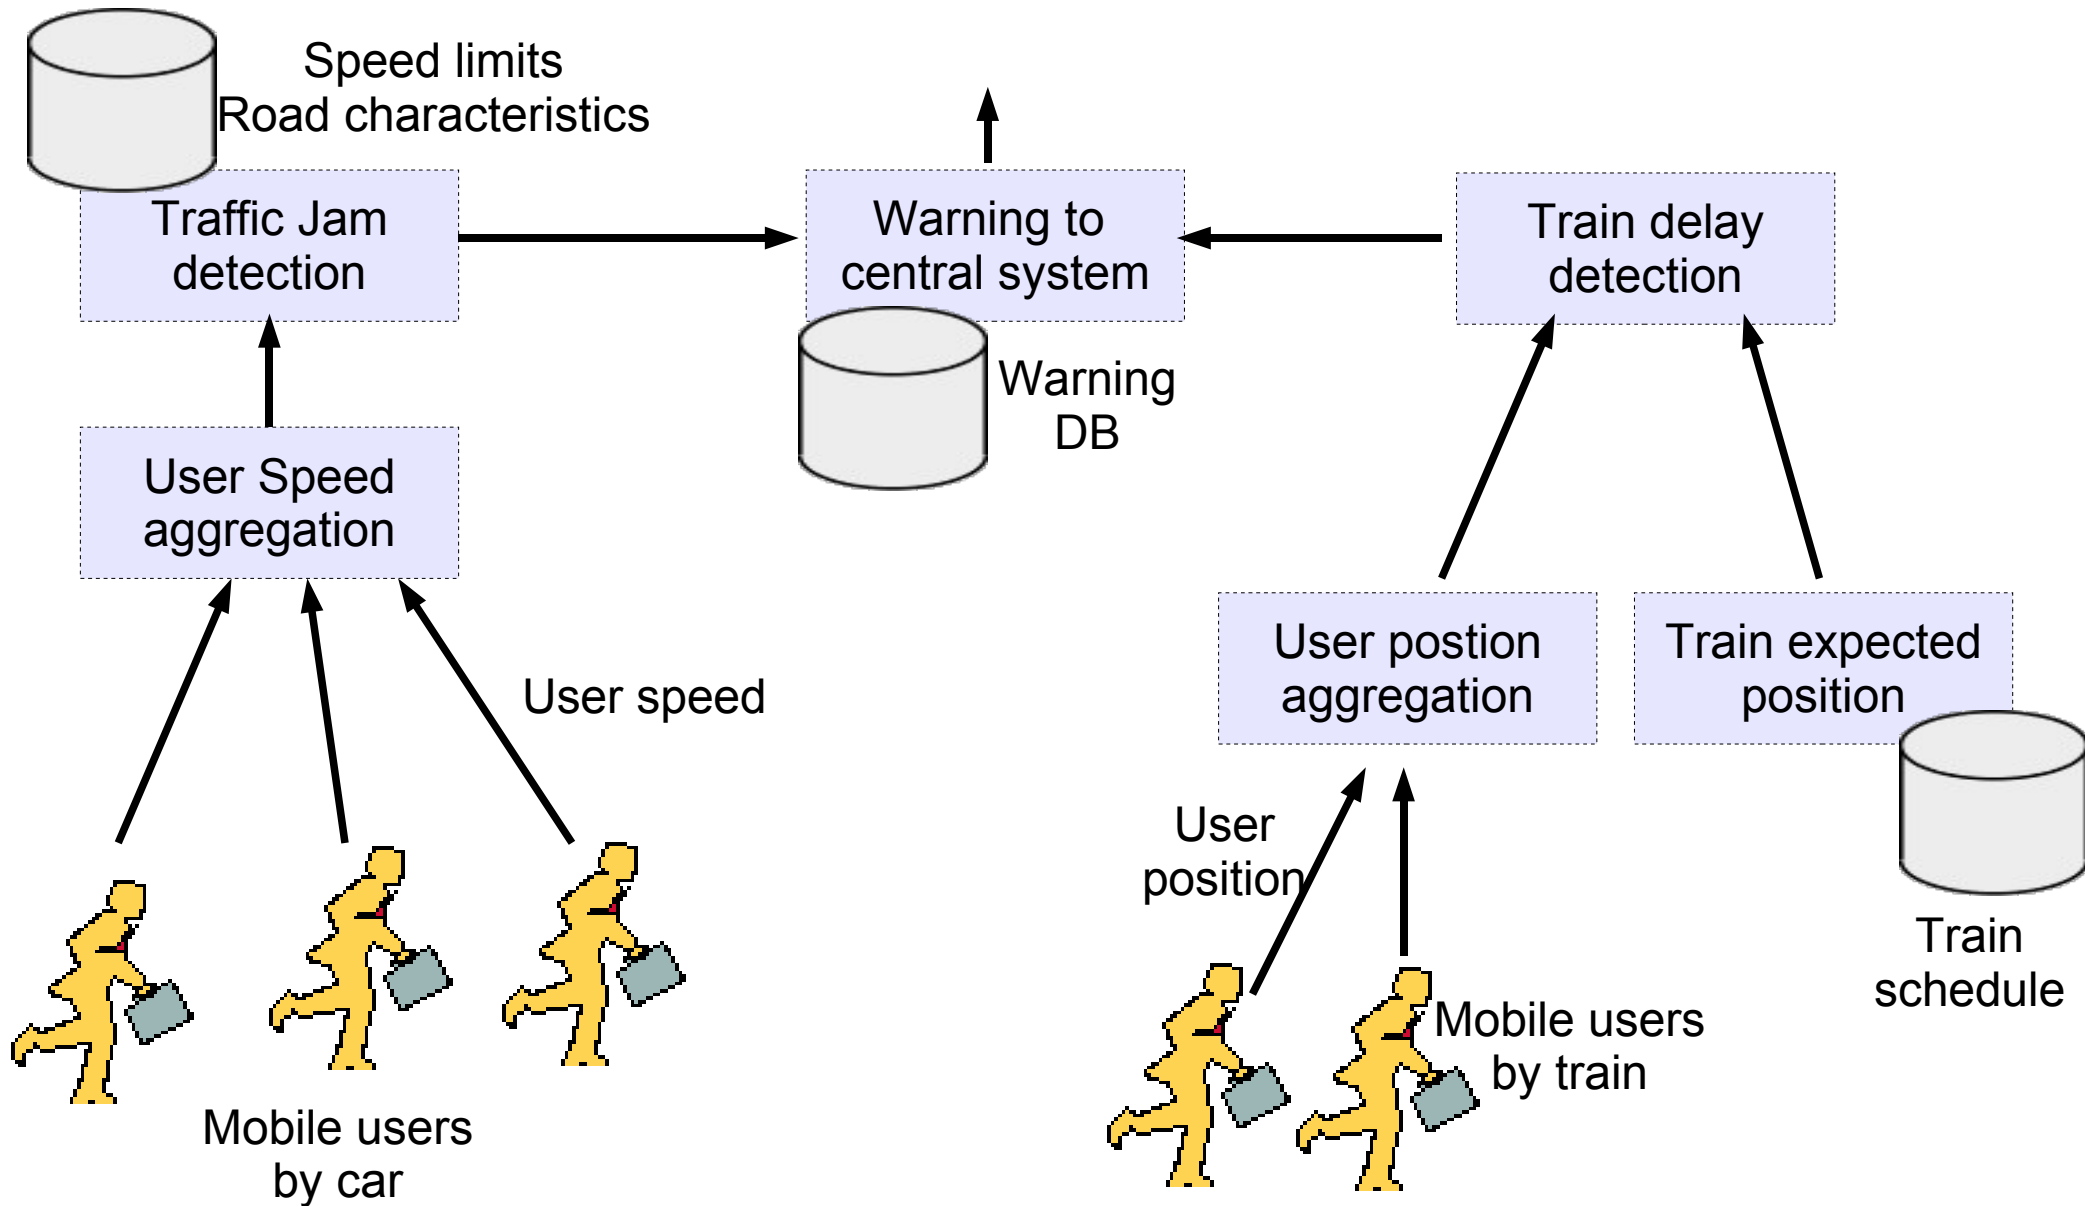 Speed limits
Road characteristics
Traffic Jam
detection
Warning to
central system
Train delay
detection
Warning
DB
User Speed
aggregation
User postion
aggregation
Train expected
position
User speed
User
position
Train
schedule
Mobile users
by train
Mobile users
by car